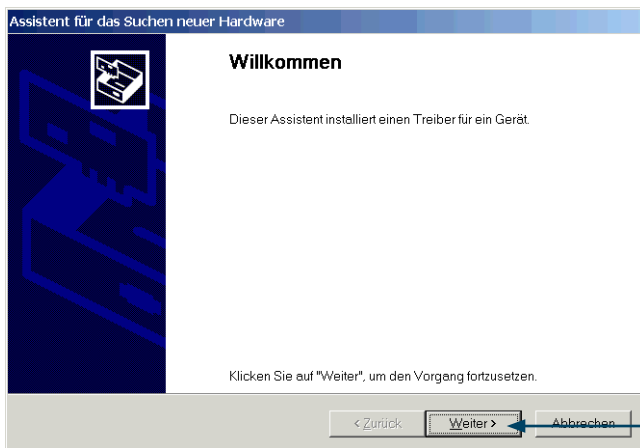 Assistent für das Suchen neuer Hardware
Willkommen
Dieser Assistent installiert einen Treiber für ein Gerät.
Klicken Sie auf "Weiter", um den Vorgang fortzusetzen.
< Zurück Weiter > Abbrechen